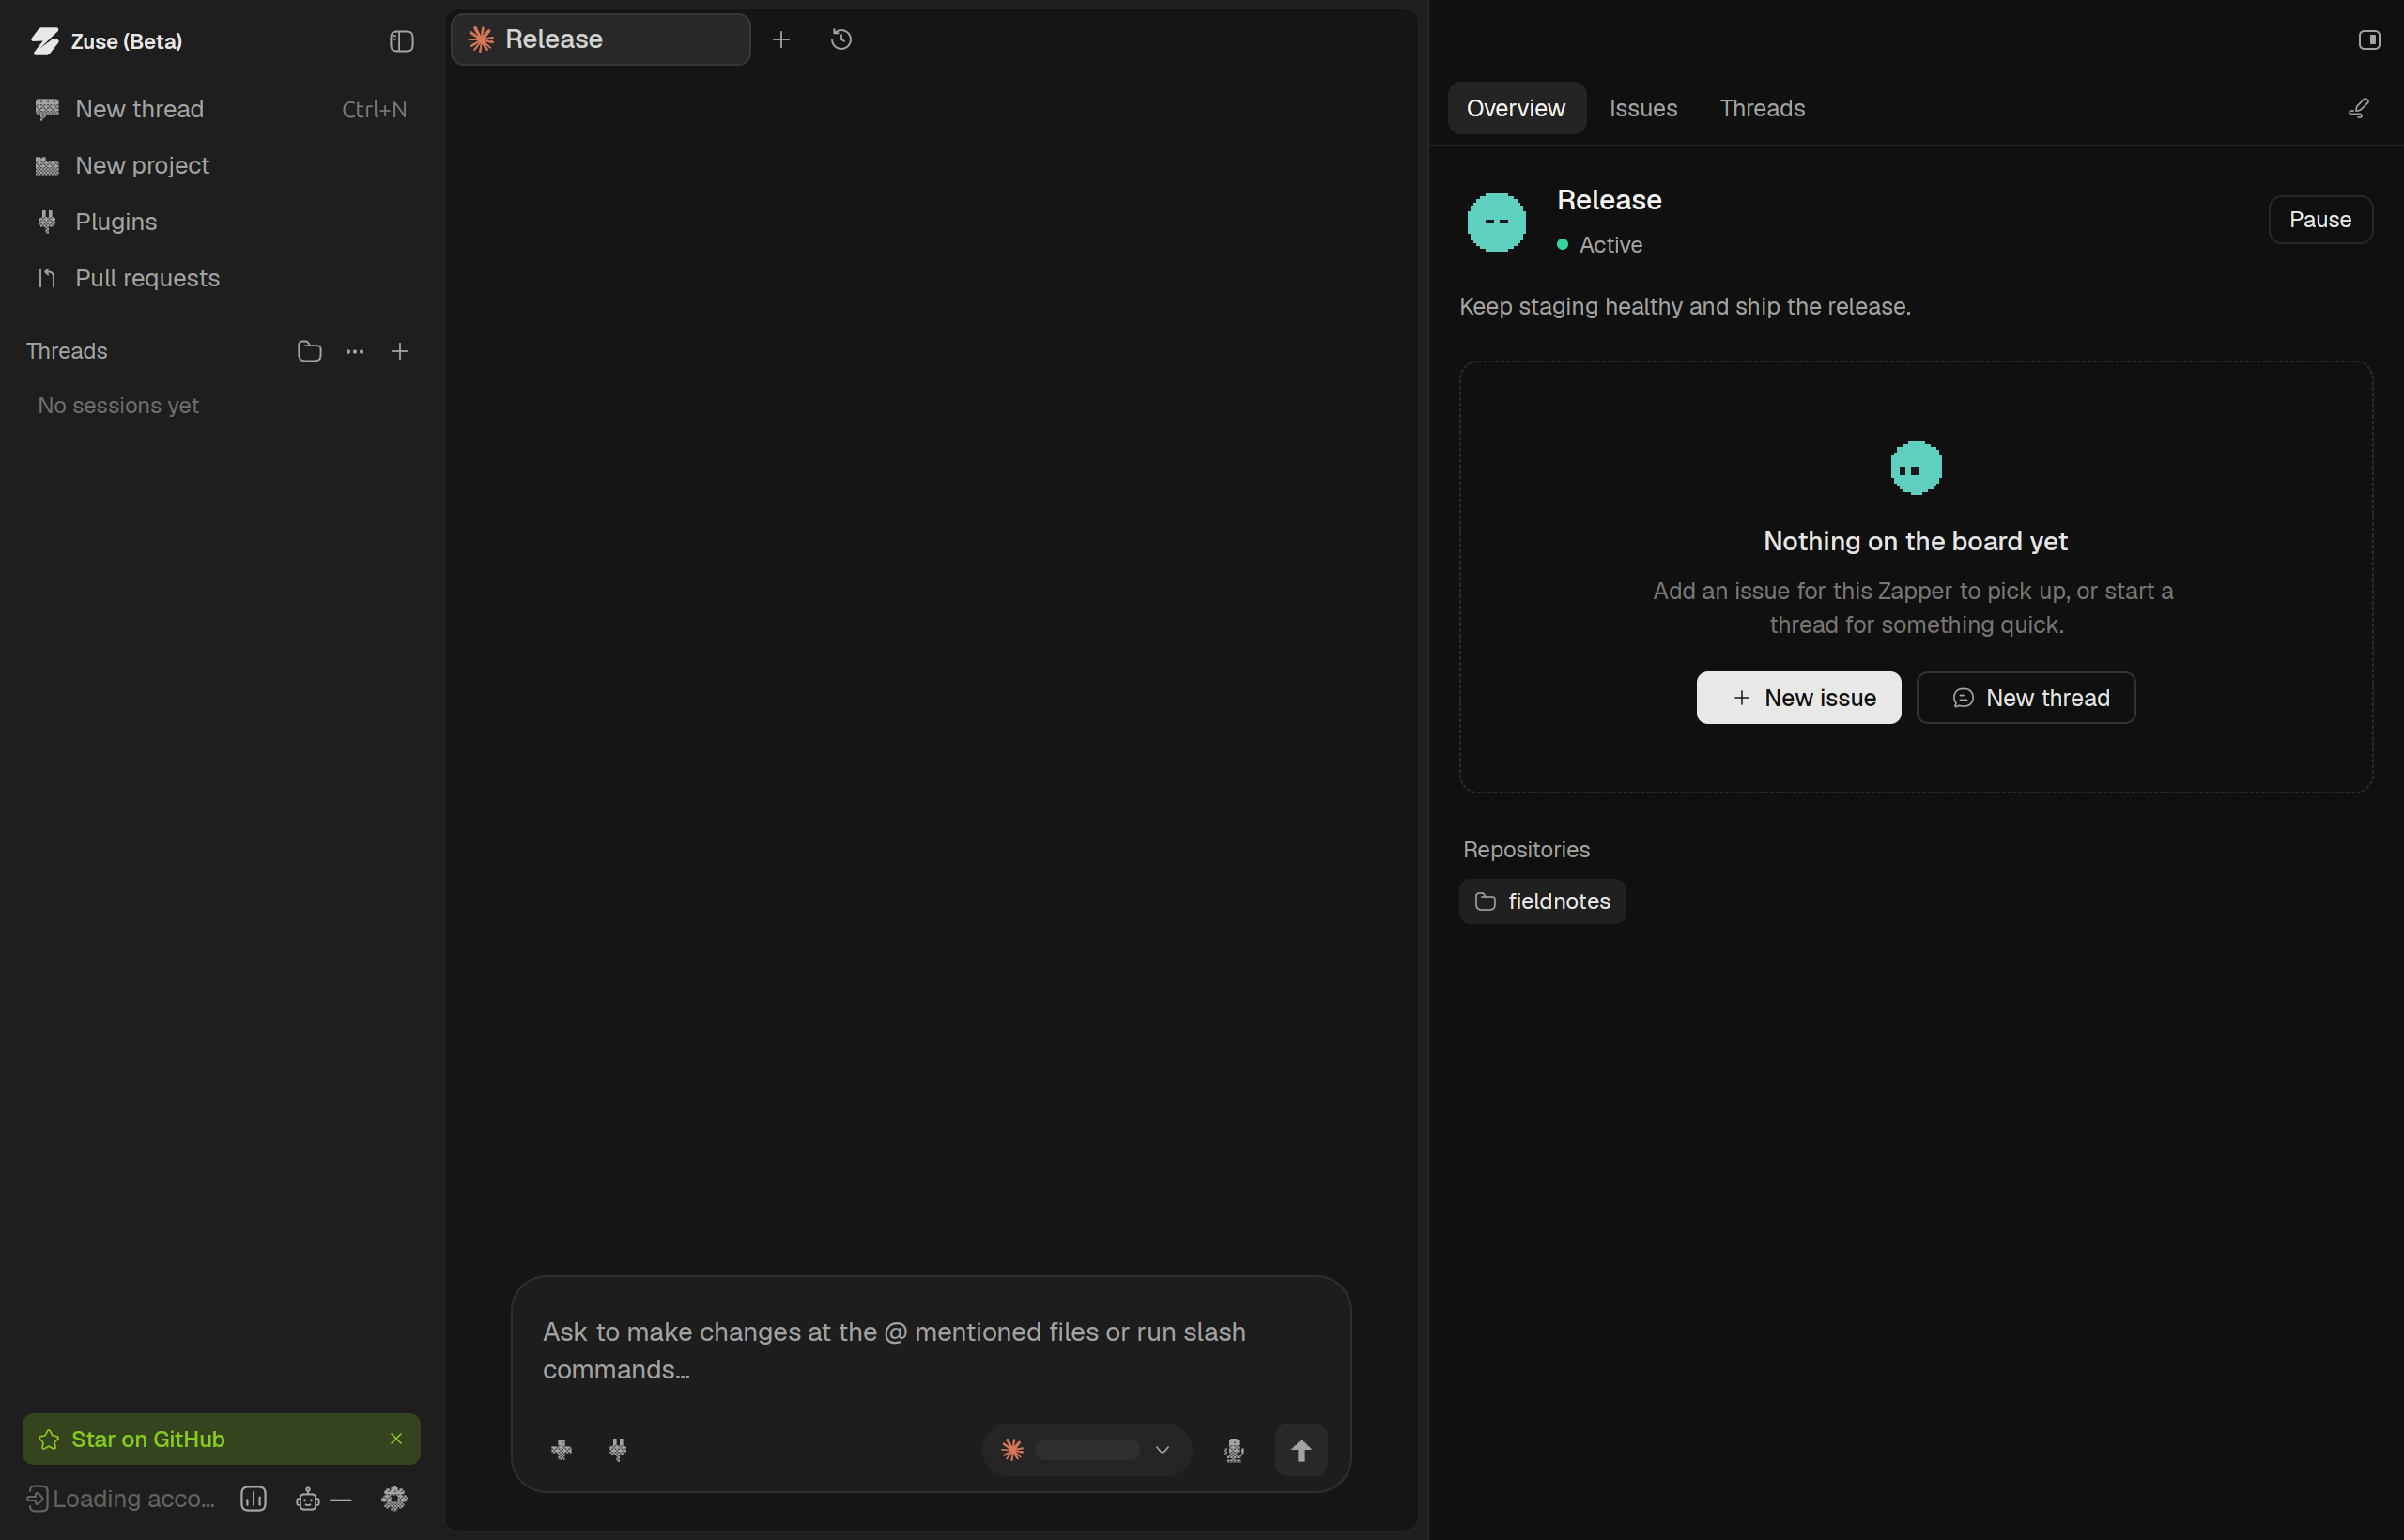 Zuse (Beta)
New thread
Ctrl+N
New project
Plugins
Pull requests
Threads
No sessions yet
Star on GitHub
Loading acco...
Release
Ask to make changes at the @ mentioned files or run slash
commands...
Overview
Issues
Threads
Release
Active
Pause
Keep staging healthy and ship the release.
Nothing on the board yet
Add an issue for this Zapper to pick up, or start a
thread for something quick.
New issue
New thread
Repositories
fieldnotes